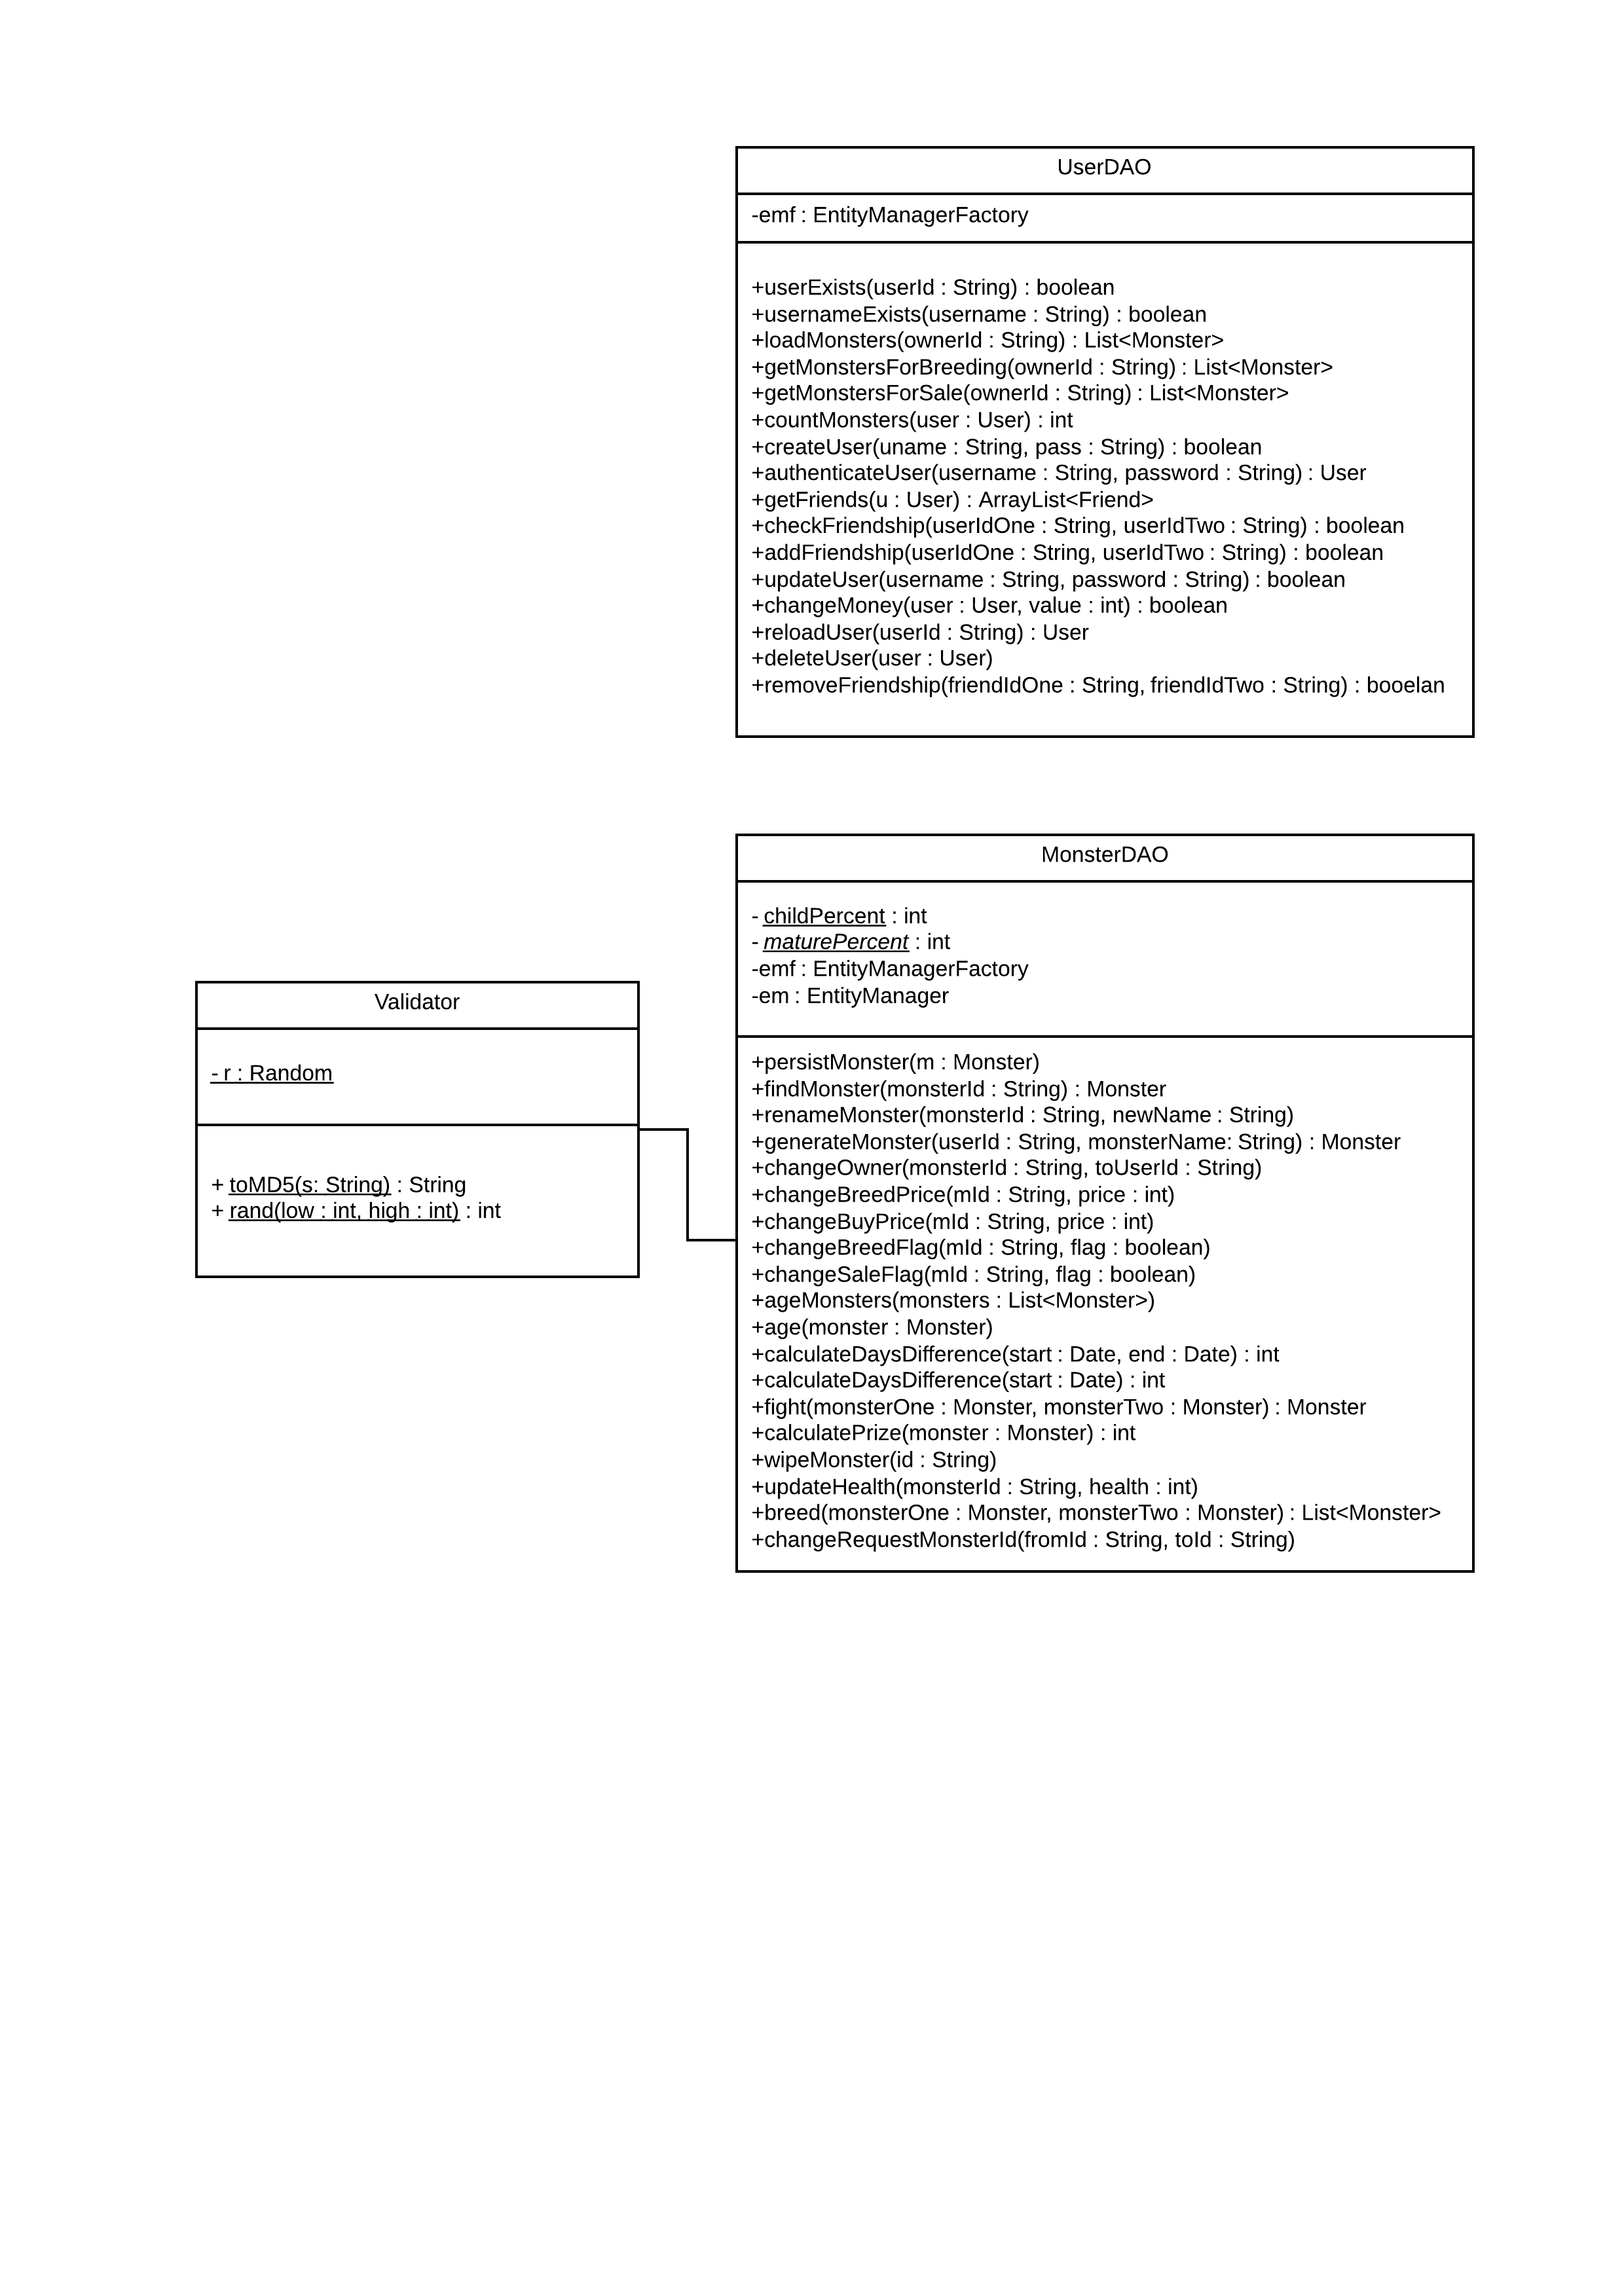 UserDAO
-emf : EntityManagerFactory
+userExists(userId : String) : boolean
+usernameExists(username : String) : boolean
+loadMonsters(ownerId : String) : List<Monster>
+getMonstersForBreeding(ownerId : String) : List<Monster>
+getMonstersForSale(ownerId : String) : List<Monster>
+countMonsters(user : User) : int
+createUser(uname : String, pass : String) : boolean
+authenticateUser(username : String, password : String) : User
+getFriends(u : User) : ArrayList<Friend>
+checkFriendship(userIdOne : String, userIdTwo : String) : boolean
+addFriendship(userIdOne : String, userIdTwo : String) : boolean
+updateUser(username : String, password : String) : boolean
+changeMoney(user : User, value : int) : boolean
+reloadUser(userId : String) : User
+deleteUser(user : User)
+removeFriendship(friendIdOne : String, friendIdTwo : String) : booelan
MonsterDAO
- childPercent : int
- maturePercent : int
-emf : EntityManagerFactory
-em : EntityManager
+persistMonster(m : Monster)
+findMonster(monsterId : String) : Monster
+renameMonster(monsterId : String, newName : String)
+generateMonster(userId : String, monsterName: String) : Monster
+changeOwner(monsterId : String, toUserId : String)
+changeBreedPrice(mId : String, price : int)
+changeBuyPrice(mId : String, price : int)
+changeBreedFlag(mId : String, flag : boolean)
+changeSaleFlag(mId : String, flag : boolean)
+ageMonsters(monsters : List<Monster>)
+age(monster : Monster)
+calculateDaysDifference(start : Date, end : Date) : int
+calculateDaysDifference(start : Date) : int
+fight(monsterOne : Monster, monsterTwo : Monster) : Monster
+calculatePrize(monster : Monster) : int
+wipeMonster(id : String)
+updateHealth(monsterId : String, health : int)
+breed(monsterOne : Monster, monsterTwo : Monster) : List<Monster>
+changeRequestMonsterId(fromId : String, toId : String)
Validator
- r : Random
+ toMD5(s: String) : String
+ rand(low : int, high : int) : int